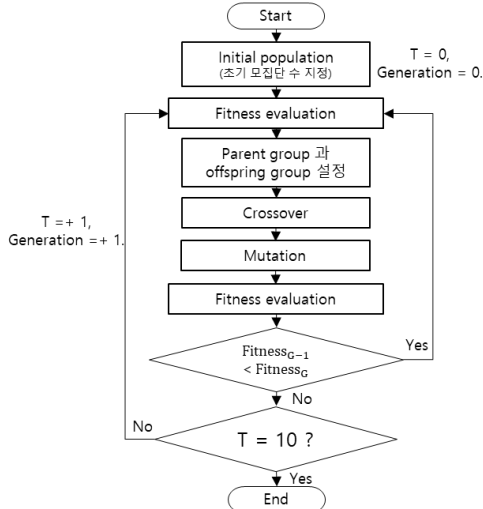 Start
Initial population
(초기 모집단 수 지정)
T = 0,
Generation = 0.
Fitness evaluation
Parent group 과
offspring group 설정
Crossover
T =+ 1,
Generation =+ 1.
Mutation
Fitness evaluation
Fitness_{G−1}
< Fitness_G
Yes
No
T = 10 ?
No
Yes
End